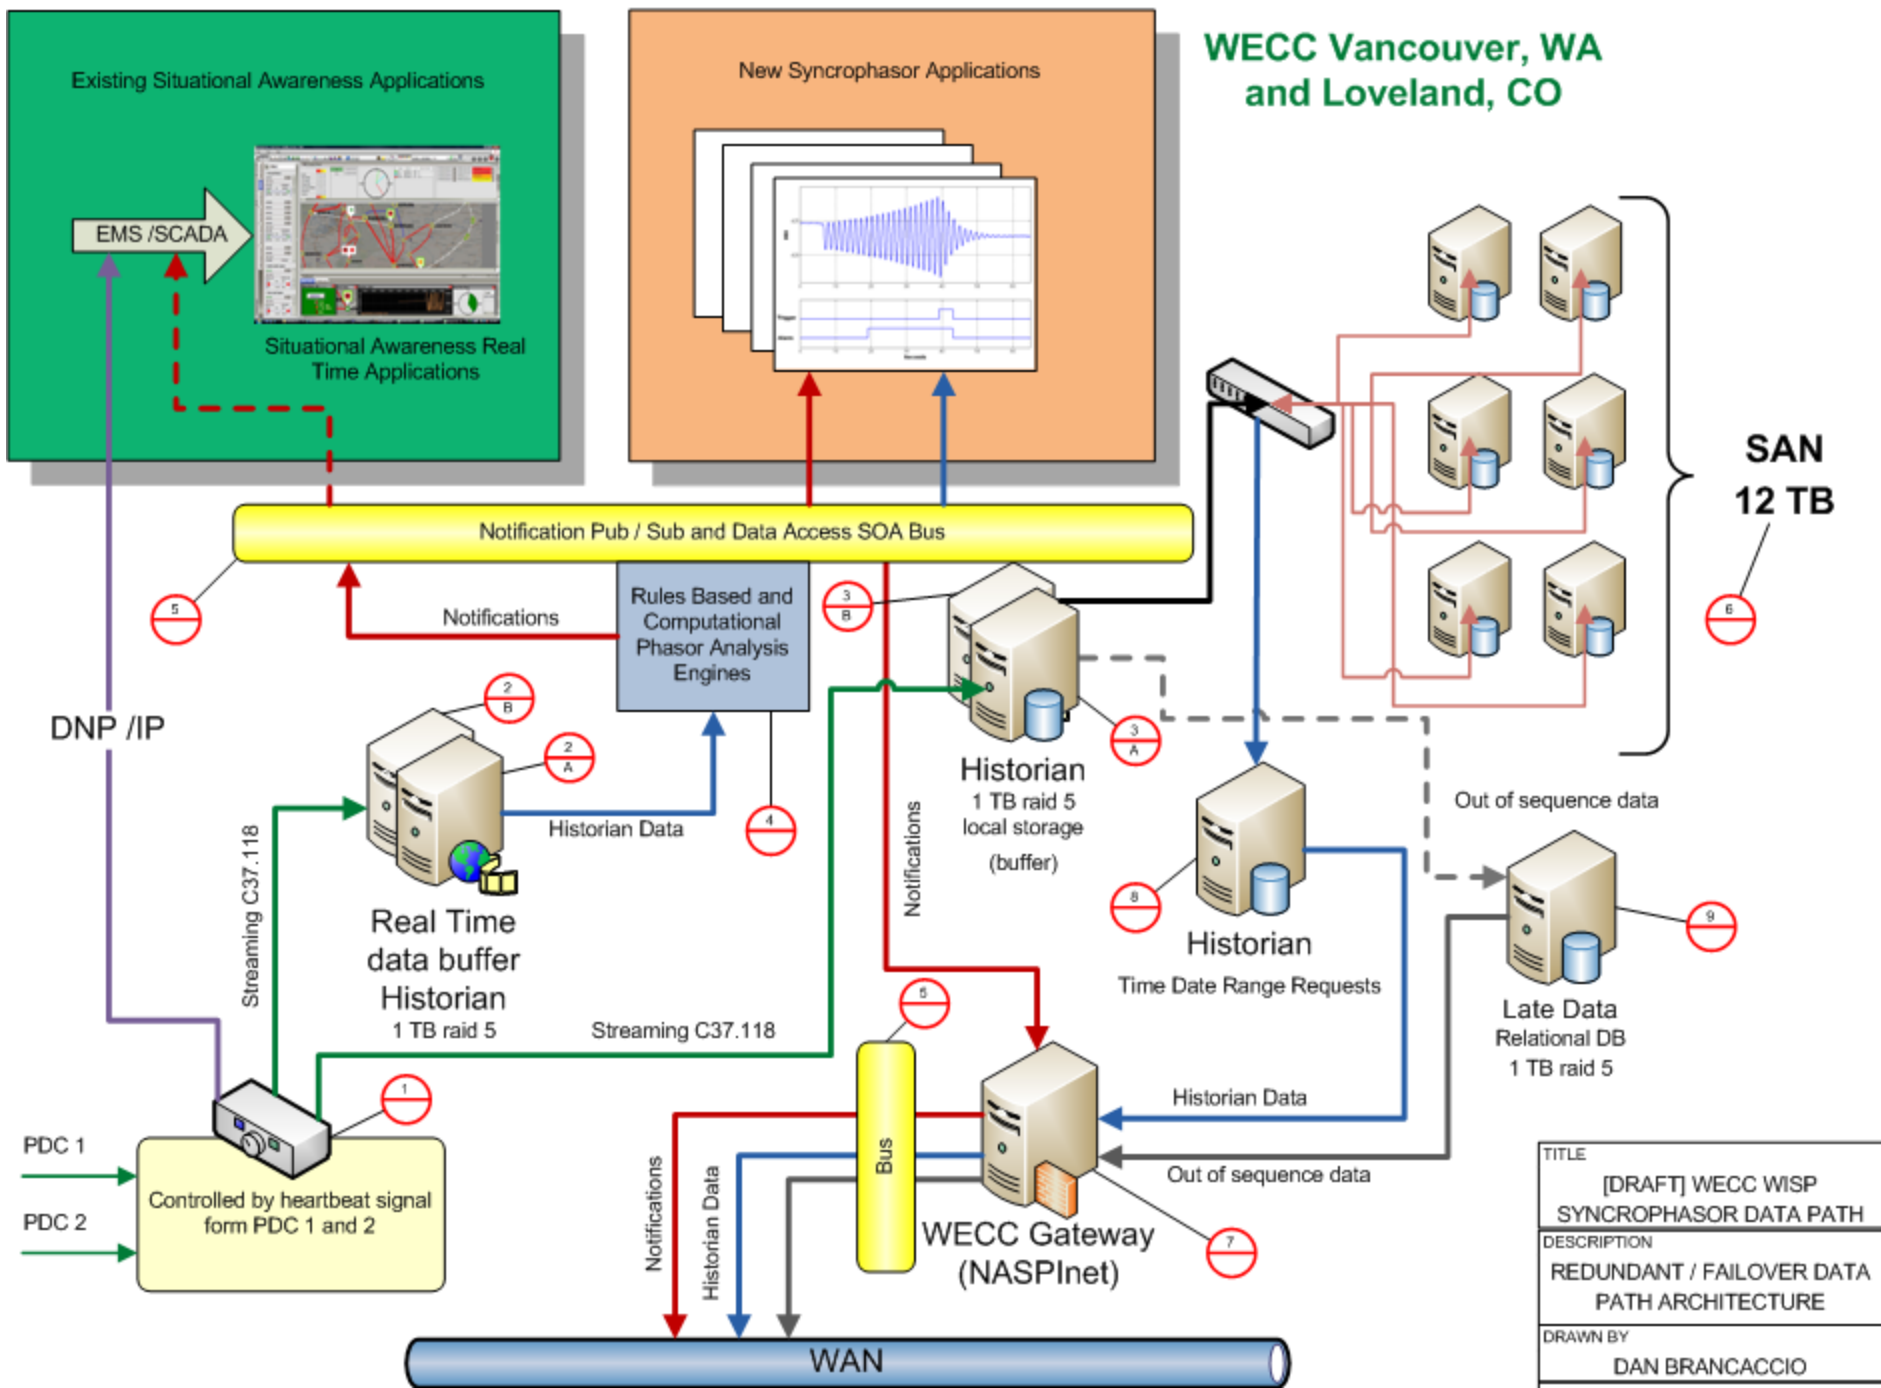 Existing Situational Awareness Applications
EMS /SCADA
Situational Awareness Real
Time Applications
New Syncrophasor Applications
Trigger
Alarm
Seconds
WECC Vancouver, WA
and Loveland, CO
SAN
12 TB
6
Notification Pub / Sub and Data Access SOA Bus
5
Notifications
Rules Based and
Computational
Phasor Analysis
Engines
3
B
3
A
2
B
2
A
4
DNP /IP
Historian Data
Streaming C37.118
Real Time
data buffer
Historian
1 TB raid 5
Historian
1 TB raid 5
local storage
(buffer)
Notifications
Out of sequence data
8
Historian
Time Date Range Requests
9
Late Data
Relational DB
1 TB raid 5
Streaming C37.118
5
1
PDC 1
PDC 2
Controlled by heartbeat signal
form PDC 1 and 2
Bus
Historian Data
Out of sequence data
WECC Gateway
(NASPInet)
7
Notifications
Historian Data
WAN
TITLE
[DRAFT] WECC WISP
SYNCROPHASOR DATA PATH
DESCRIPTION
REDUNDANT / FAILOVER DATA
PATH ARCHITECTURE
DRAWN BY
DAN BRANCACCIO